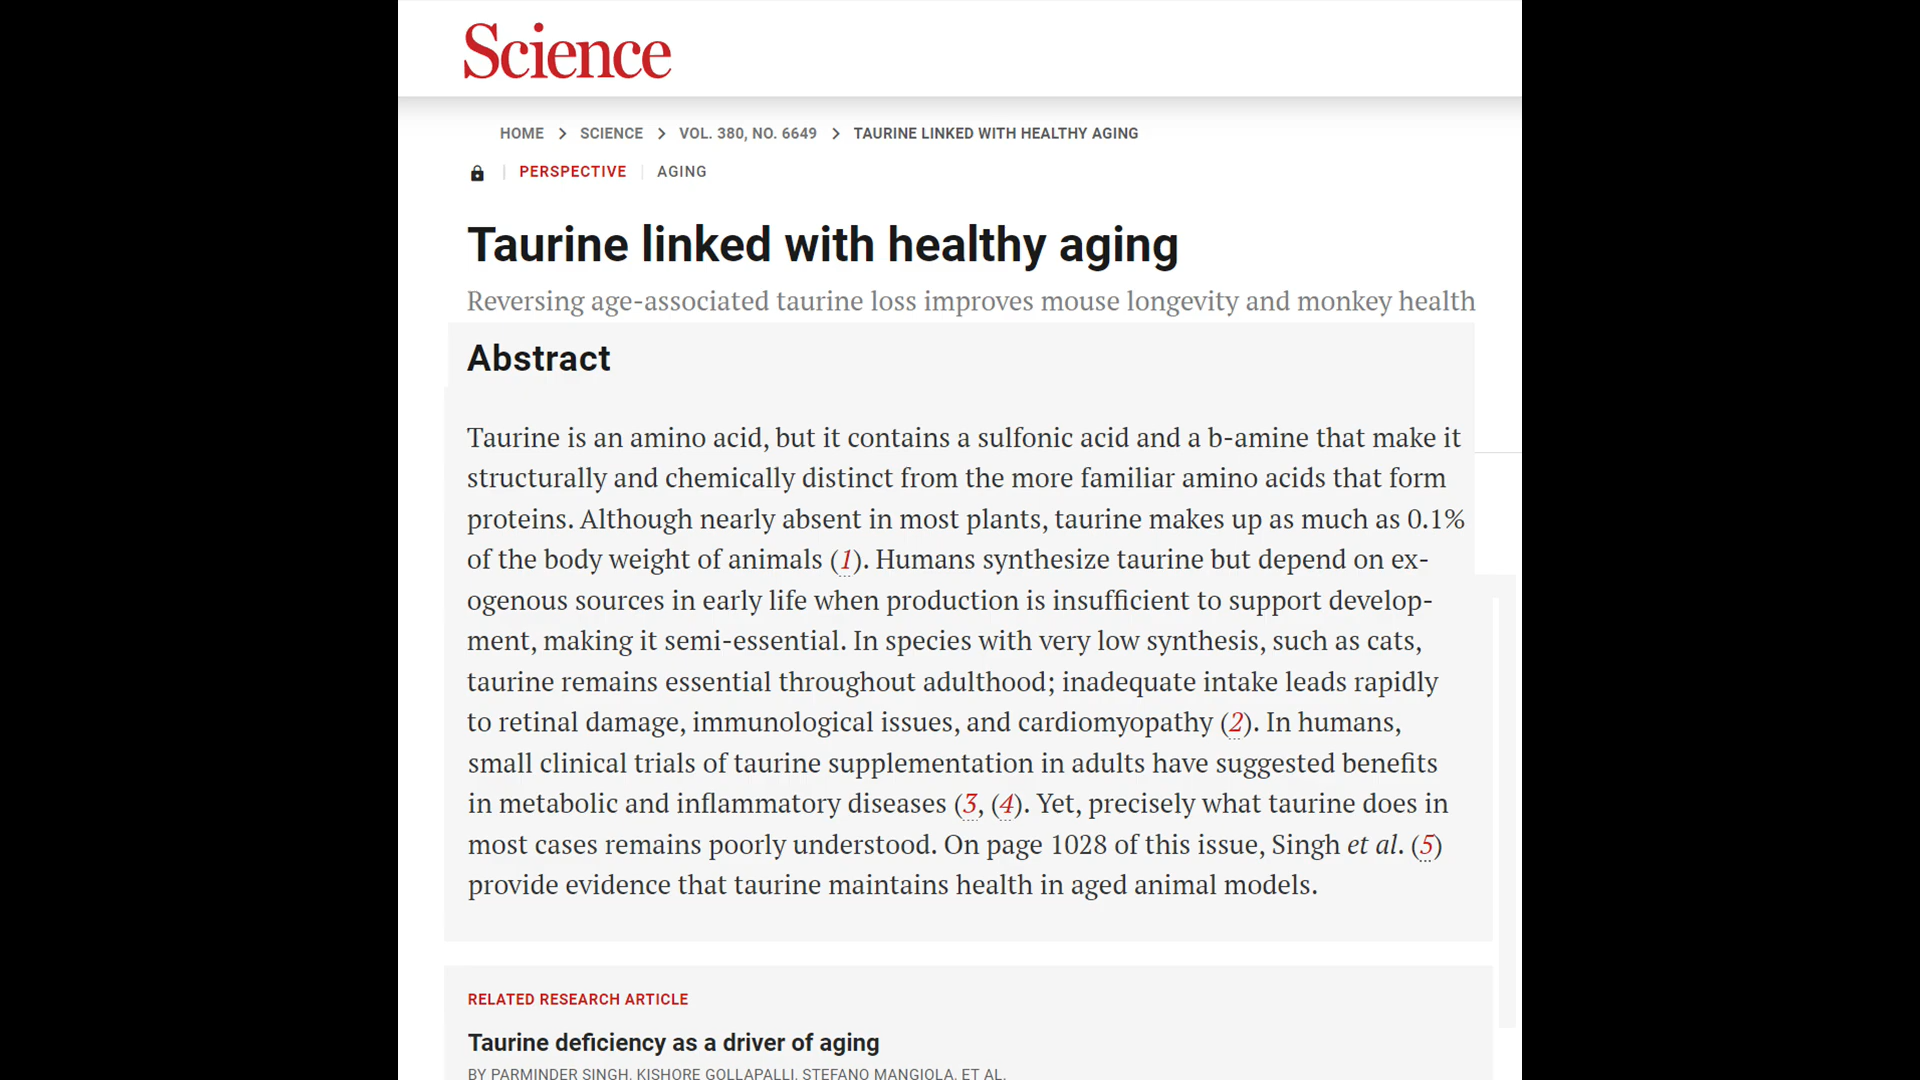 Science
HOME > SCIENCE > VOL. 380, NO. 6649 > TAURINE LINKED WITH HEALTHY AGING
PERSPECTIVE | AGING
Taurine linked with healthy aging
Reversing age-associated taurine loss improves mouse longevity and monkey health
Abstract
Taurine is an amino acid, but it contains a sulfonic acid and a b-amine that make it
structurally and chemically distinct from the more familiar amino acids that form
proteins. Although nearly absent in most plants, taurine makes up as much as 0.1%
of the body weight of animals (1). Humans synthesize taurine but depend on ex-
ogenous sources in early life when production is insufficient to support develop-
ment, making it semi-essential. In species with very low synthesis, such as cats,
taurine remains essential throughout adulthood; inadequate intake leads rapidly
to retinal damage, immunological issues, and cardiomyopathy (2). In humans,
small clinical trials of taurine supplementation in adults have suggested benefits
in metabolic and inflammatory diseases (3, (4). Yet, precisely what taurine does in
most cases remains poorly understood. On page 1028 of this issue, Singh et al. (5)
provide evidence that taurine maintains health in aged animal models.
RELATED RESEARCH ARTICLE
Taurine deficiency as a driver of aging
BY PARMINDER SINGH, KISHORE GOLLAPALLI, STEFANO MANGIOLA, ET AL.